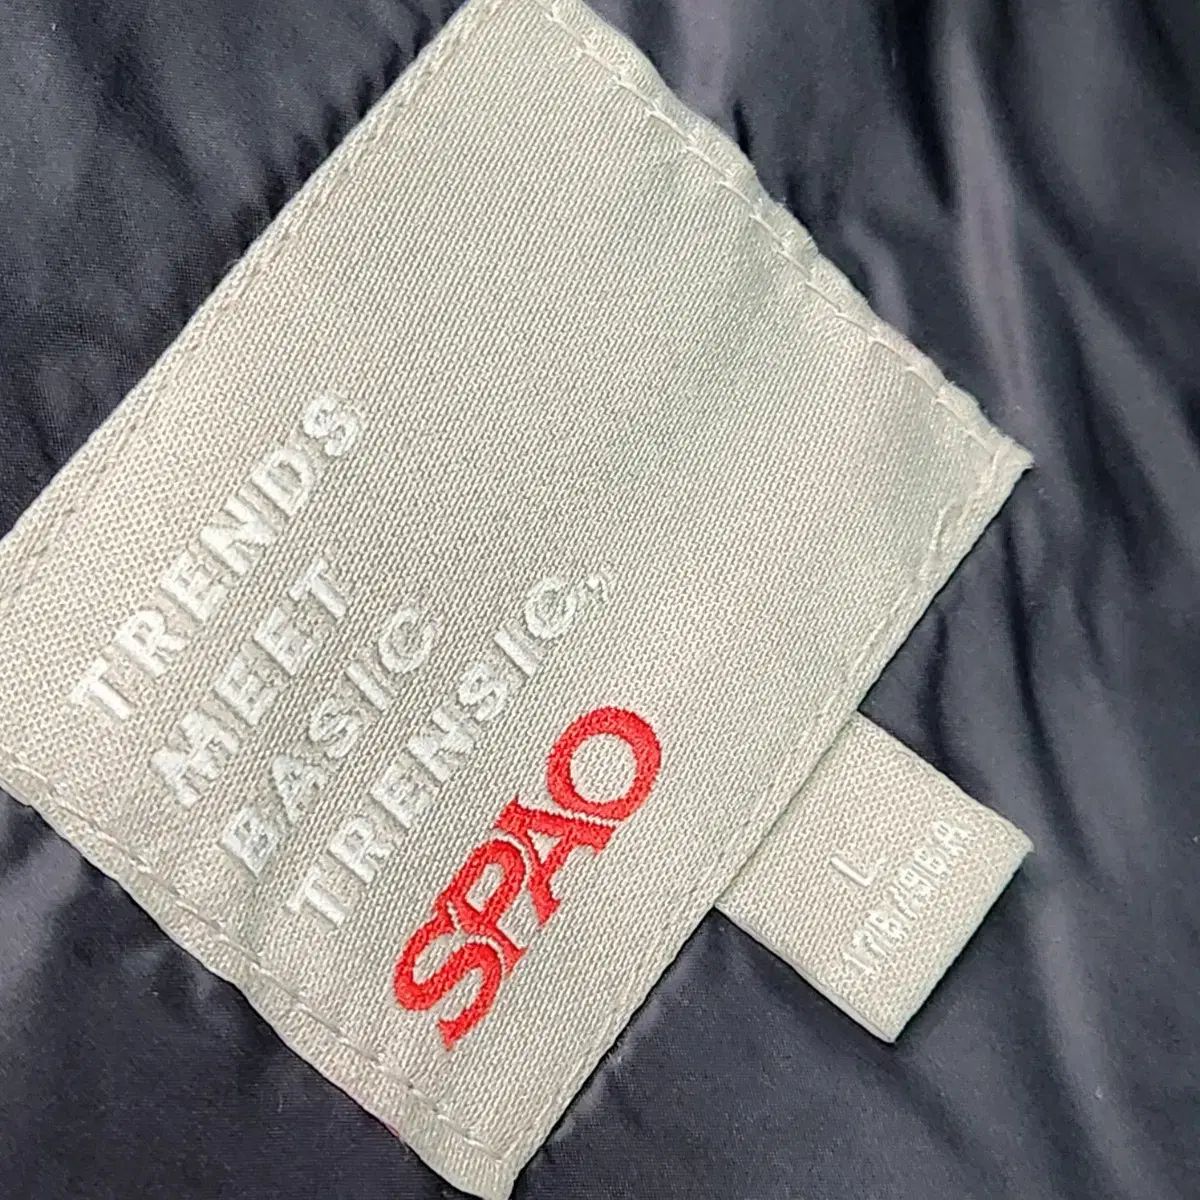 TRENDS
MEET
BASIC
TRENSIC,,
SPAO
L